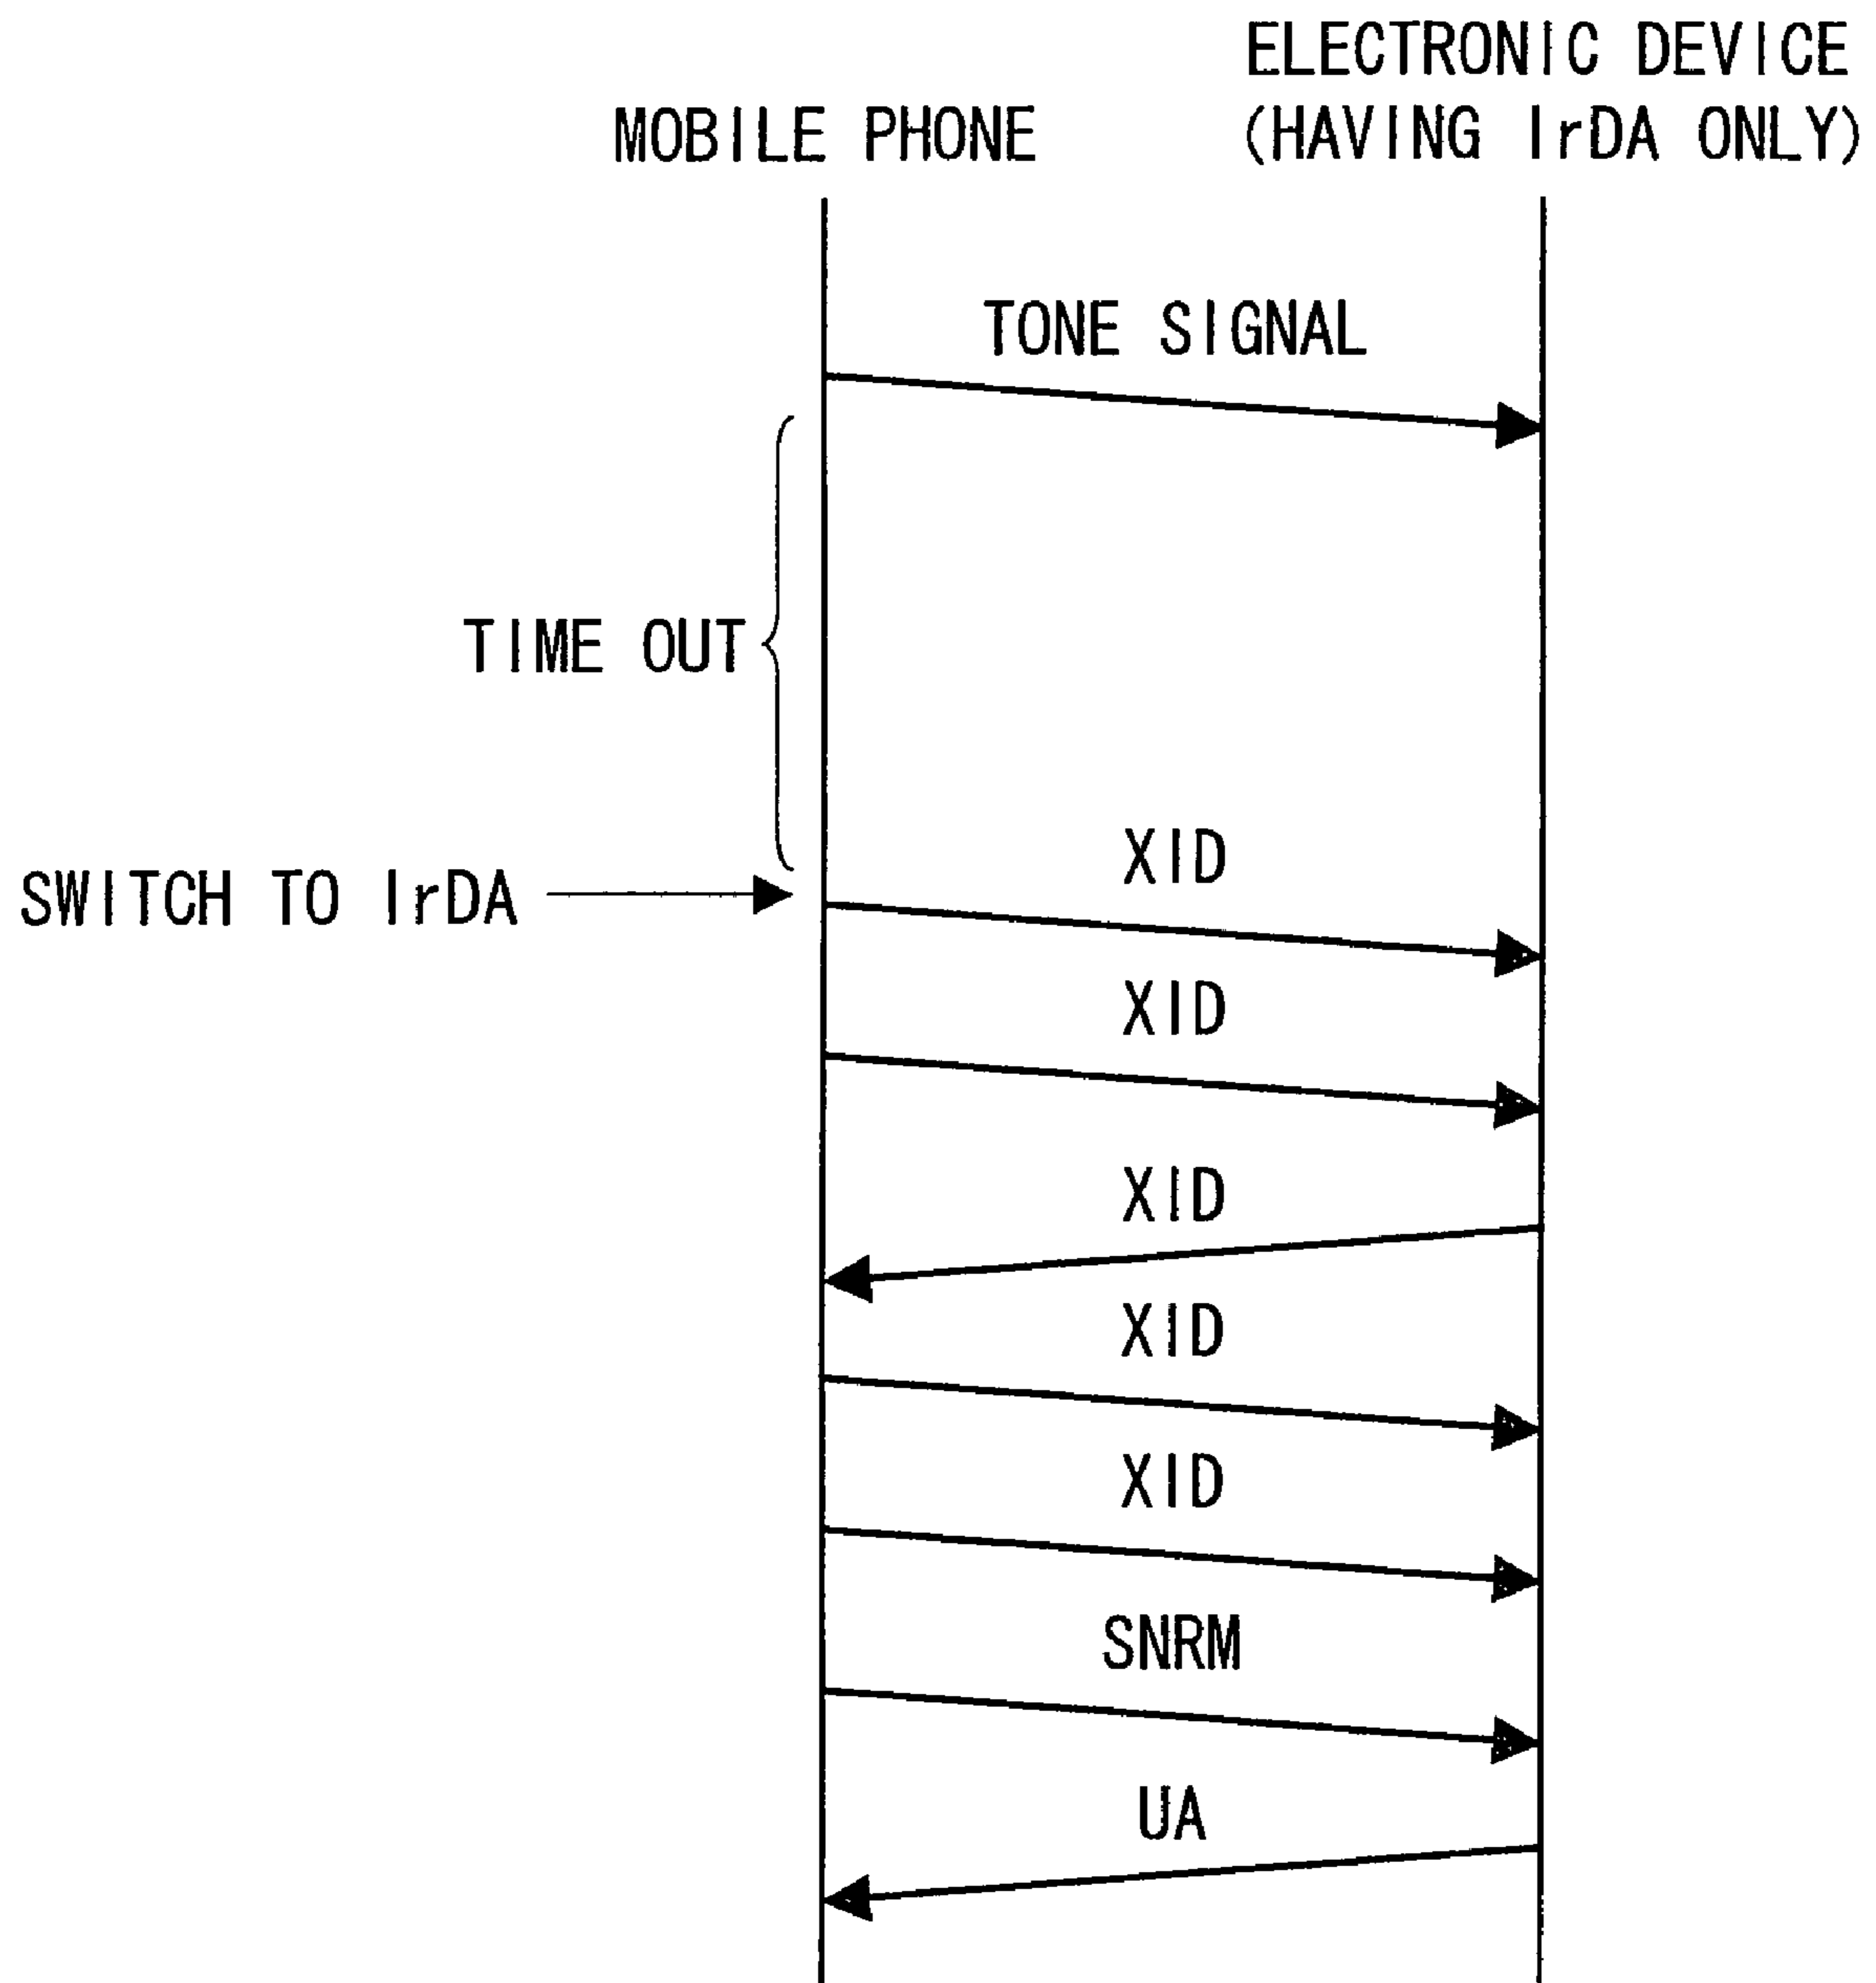 MOBILE PHONE
ELECTRONIC DEVICE
(HAVING IrDA ONLY)
TONE SIGNAL
TIME OUT
SWITCH TO IrDA
XID
XID
XID
XID
XID
SNRM
UA